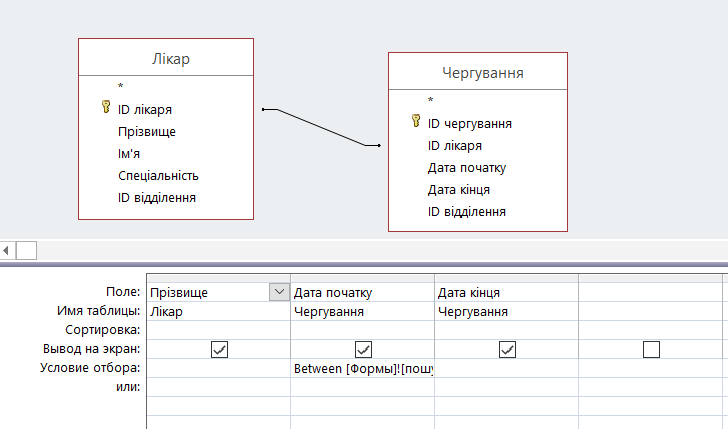 Лікар
*
ID лікаря
Прізвище
Ім'я
Спеціальність
ID відділення
Чергування
*
ID чергування
ID лікаря
Дата початку
Дата кінця
ID відділення
Поле: Прізвище Дата початку Дата кінця
Имя таблицы: Лікар Чергування Чергування
Сортировка:
Вывод на экран:
Условие отбора: Between [Формы]![пошу
или: